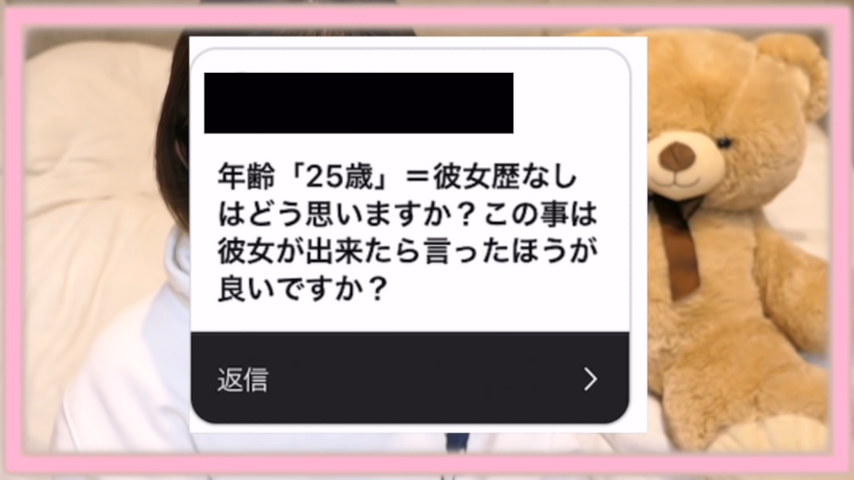 年齢「25歳」=彼女歴なし
はどう思いますか?この事は
彼女が出来たら言ったほうが
良いですか?
返信